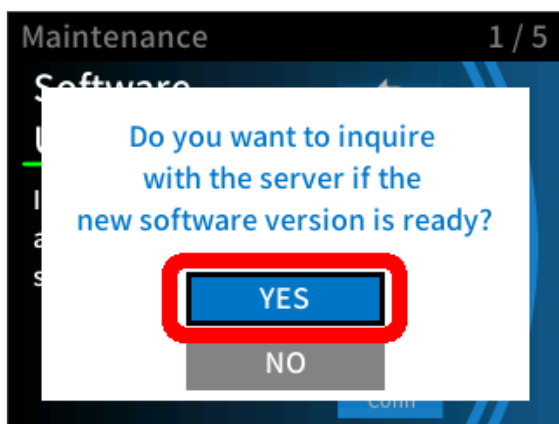 Maintenance 1 / 5
Software
Do you want to inquire
with the server if the
new software version is ready?
YES
NO